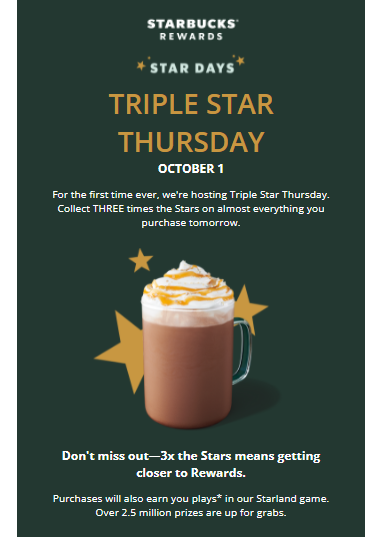 STARBUCKS®
REWARDS
STAR DAYS
TRIPLE STAR
THURSDAY
OCTOBER 1
For the first time ever, we're hosting Triple Star Thursday.
Collect THREE times the Stars on almost everything you
purchase tomorrow.
Don't miss out—3x the Stars means getting
closer to Rewards.
Purchases will also earn you plays* in our Starland game.
Over 2.5 million prizes are up for grabs.